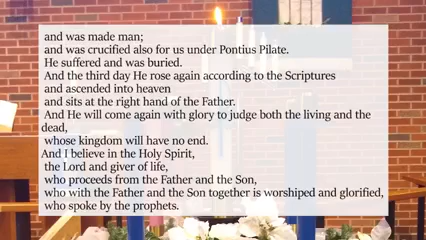 and was made man;
and was crucified also for us under Pontius Pilate.
He suffered and was buried.
And the third day He rose again according to the Scriptures
and ascended into heaven
and sits at the right hand of the Father.
And He will come again with glory to judge both the living and the
dead,
whose kingdom will have no end.
And I believe in the Holy Spirit,
the Lord and giver of life,
who proceeds from the Father and the Son,
who with the Father and the Son together is worshiped and glorified,
who spoke by the prophets.